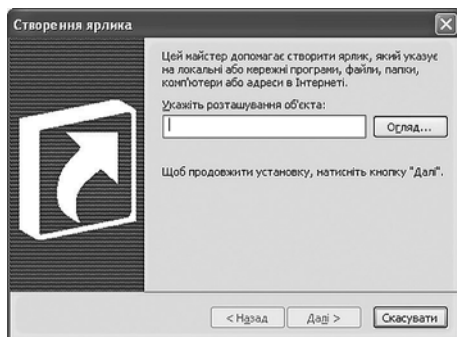 Створення ярлика
Цей майстер допомагає створити ярлик, який указує
на локальні або мережні програми, файли, папки,
комп'ютери або адреси в Інтернеті.
Укажіть розташування об'єкта:
Огляд...
Щоб продовжити установку, натисніть кнопку "Далі".
< Назад
Далі >
Скасувати